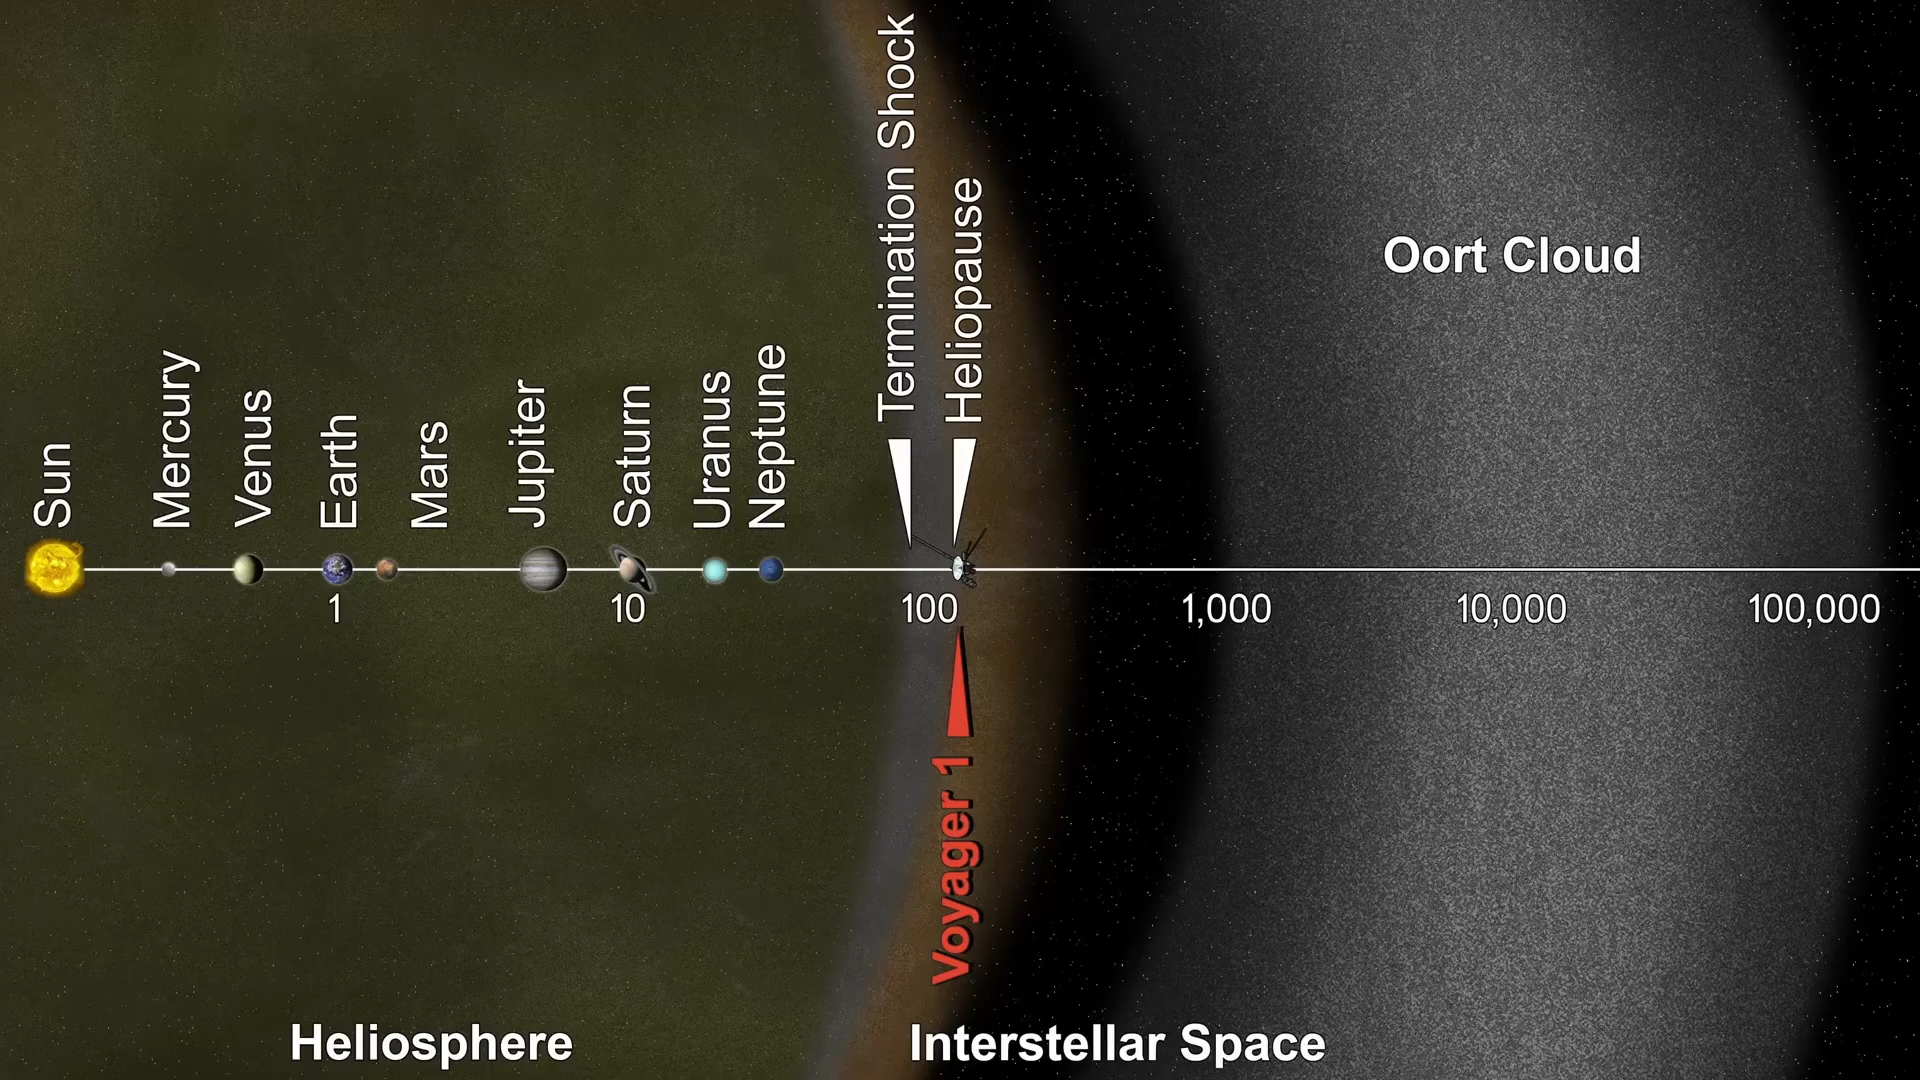 Sun
Mercury
Venus
Earth
Mars
Jupiter
Saturn
Uranus
Neptune
Termination Shock
Heliopause
Oort Cloud
1
10
100
1,000
10,000
100,000
Voyager 1
Heliosphere
Interstellar Space